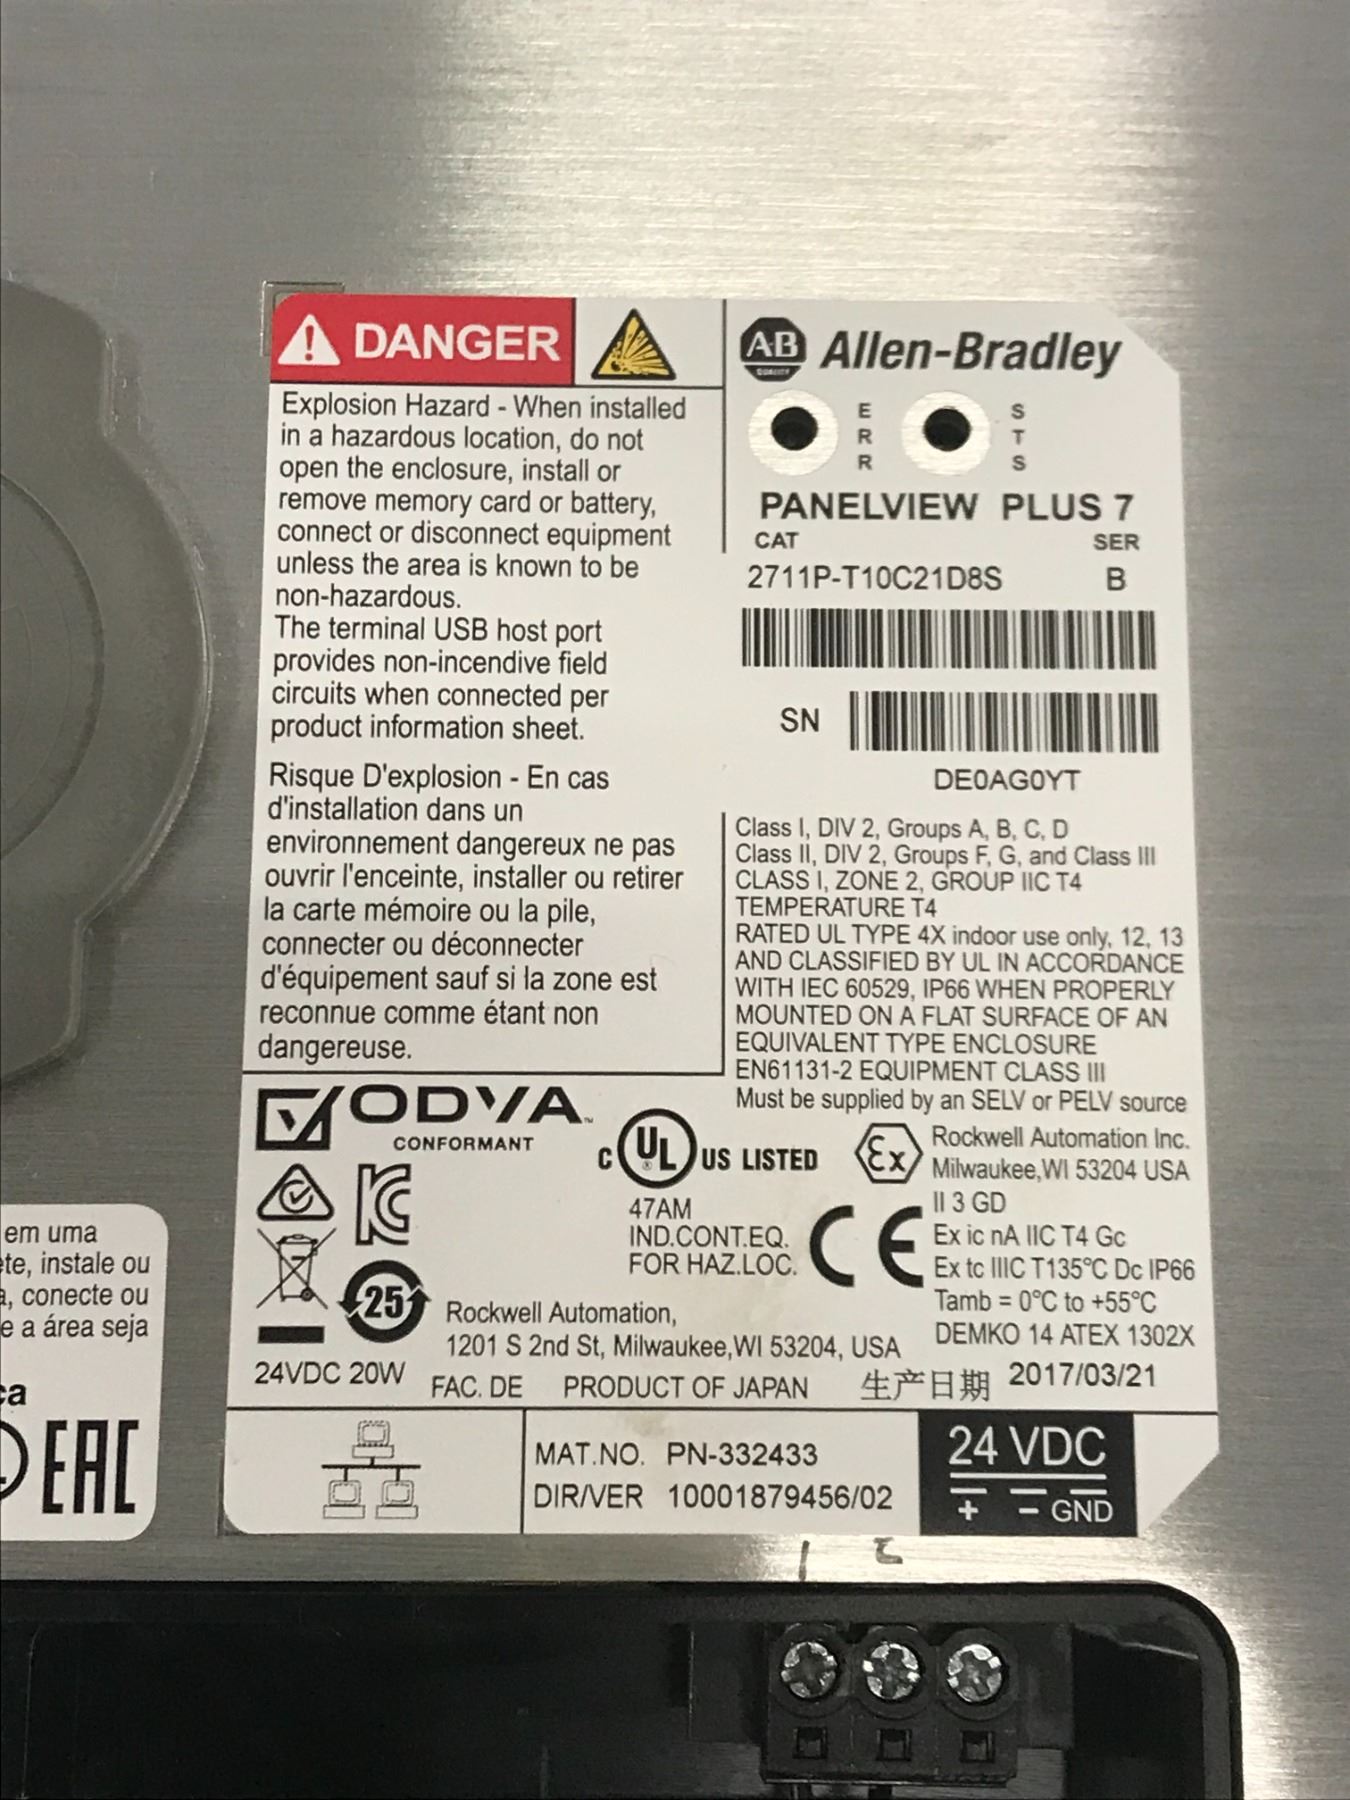 DANGER
Explosion Hazard - When installed
in a hazardous location, do not
open the enclosure, install or
remove memory card or battery,
connect or disconnect equipment
unless the area is known to be
non-hazardous.
The terminal USB host port
provides non-incendive field
circuits when connected per
product information sheet.
Risque D'explosion - En cas
d'installation dans un
environnement dangereux ne pas
ouvrir l'enceinte, installer ou retirer
la carte mémoire ou la pile,
connecter ou déconnecter
d'équipement sauf si la zone est
reconnue comme étant non
dangereuse.
AB QUALITY Allen-Bradley
ERR STS
PANELVIEW PLUS 7
CAT SER
2711P-T10C21D8S B
SN
DE0AG0YT
Class I, DIV 2, Groups A, B, C, D
Class II, DIV 2, Groups F, G, and Class III
CLASS I, ZONE 2, GROUP IIC T4
TEMPERATURE T4
RATED UL TYPE 4X indoor use only, 12, 13
AND CLASSIFIED BY UL IN ACCORDANCE
WITH IEC 60529, IP66 WHEN PROPERLY
MOUNTED ON A FLAT SURFACE OF AN
EQUIVALENT TYPE ENCLOSURE
EN61131-2 EQUIPMENT CLASS III
Must be supplied by an SELV or PELV source
ODVA™
CONFORMANT
C UL® US LISTED
47AM
IND.CONT.EQ.
FOR HAZ.LOC.
CE
Ex Rockwell Automation Inc.
Milwaukee,WI 53204 USA
II 3 GD
Ex ic nA IIC T4 Gc
Ex tc IIIC T135°C Dc IP66
Tamb = 0°C to +55°C
DEMKO 14 ATEX 1302X
25
Rockwell Automation,
1201 S 2nd St, Milwaukee,WI 53204, USA
24VDC 20W FAC. DE PRODUCT OF JAPAN 生产日期 2017/03/21
MAT.NO. PN-332433
DIR/VER 10001879456/02
24 VDC
+ − GND
1 2
em uma
te, instale ou
a, conecte ou
e a área seja
ca
EAC